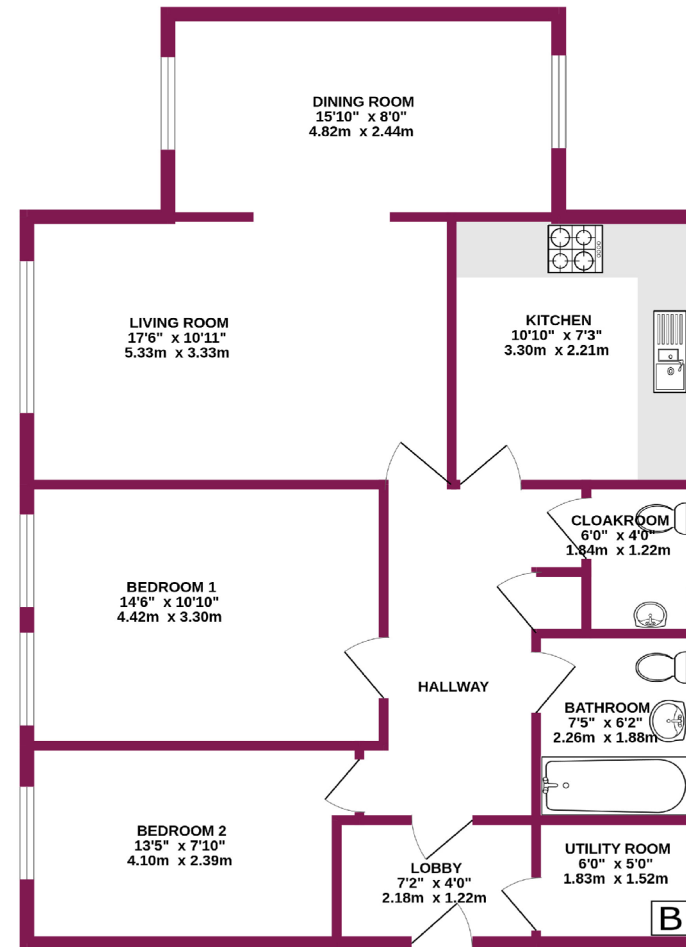 DINING ROOM
15'10" x 8'0"
4.82m x 2.44m
LIVING ROOM
17'6" x 10'11"
5.33m x 3.33m
KITCHEN
10'10" x 7'3"
3.30m x 2.21m
CLOAKROOM
6'0" x 4'0"
1.84m x 1.22m
BEDROOM 1
14'6" x 10'10"
4.42m x 3.30m
HALLWAY
BATHROOM
7'5" x 6'2"
2.26m x 1.88m
BEDROOM 2
13'5" x 7'10"
4.10m x 2.39m
LOBBY
7'2" x 4'0"
2.18m x 1.22m
UTILITY ROOM
6'0" x 5'0"
1.83m x 1.52m
B